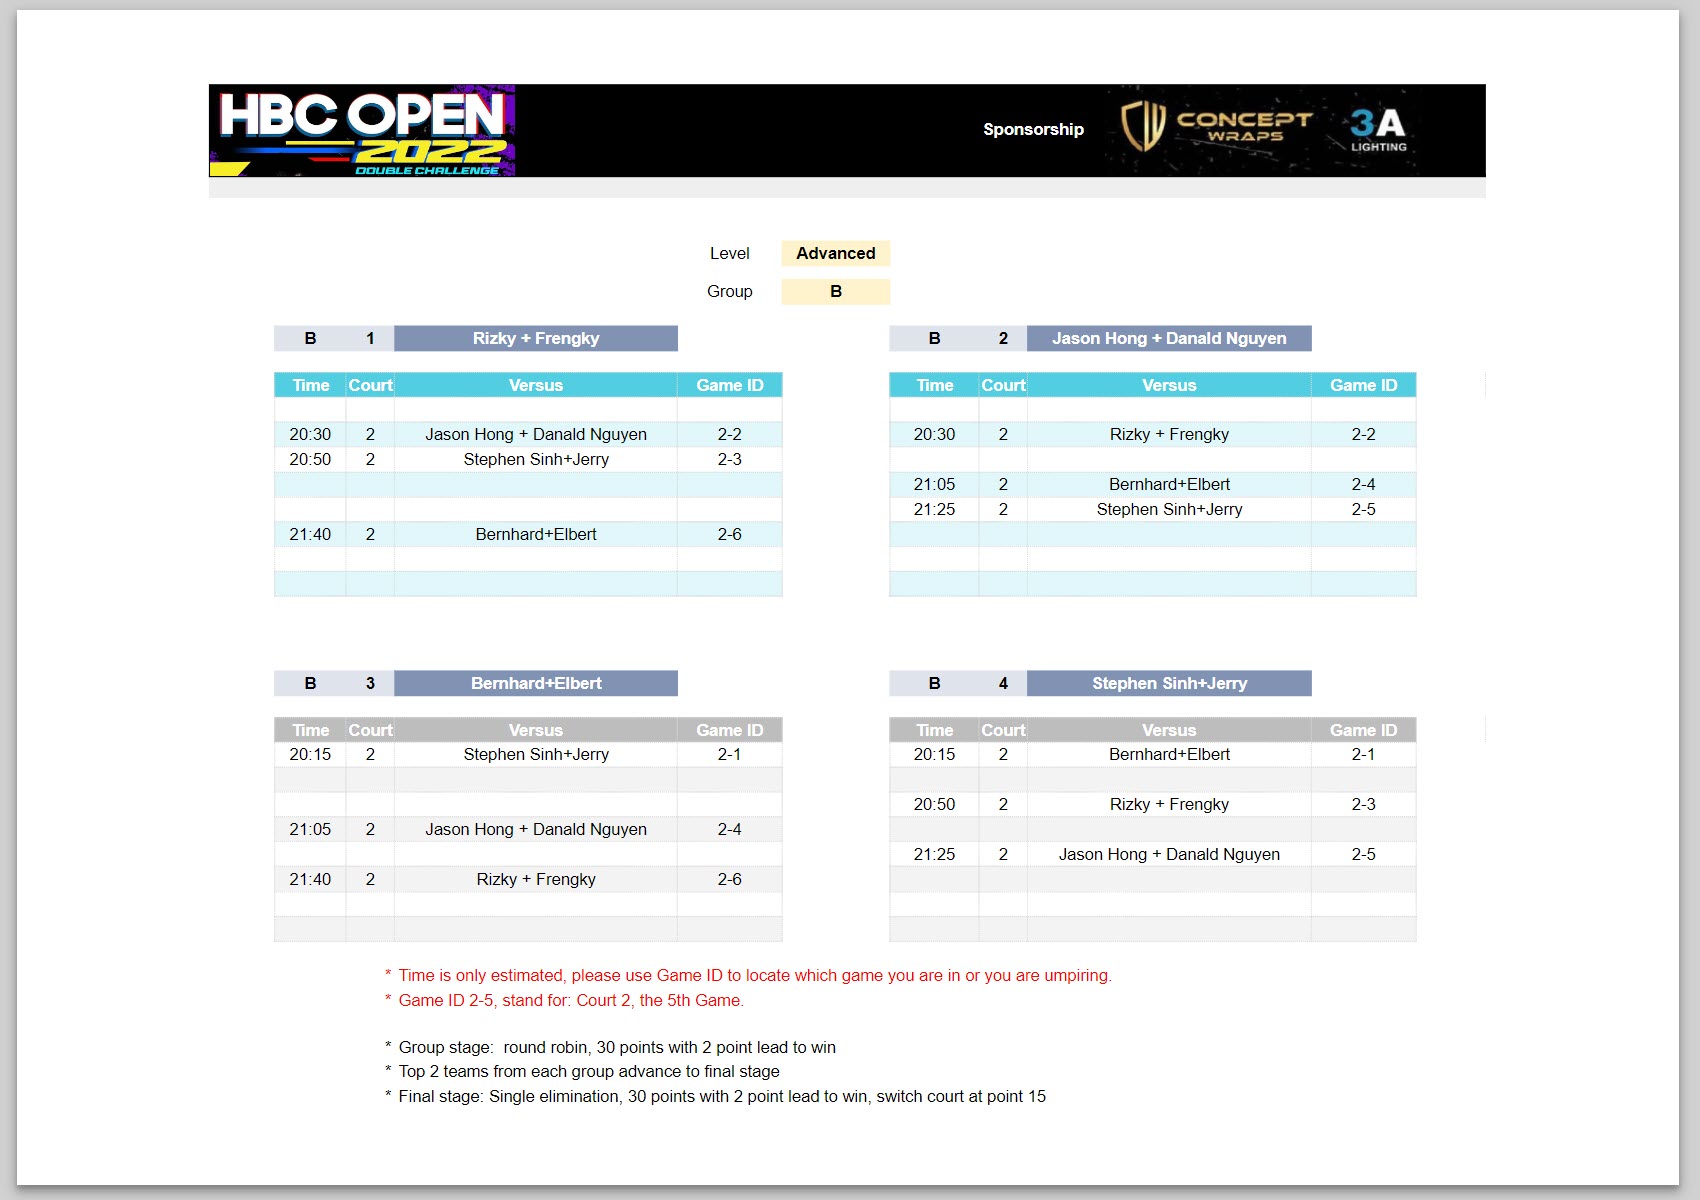 HBC OPEN
2022
DOUBLE CHALLENGE
Sponsorship
CONCEPT
WRAPS
3A
LIGHTING
Level Advanced
Group B
B 1 Rizky + Frengky
Time Court Versus Game ID
20:30 2 Jason Hong + Danald Nguyen 2-2
20:50 2 Stephen Sinh+Jerry 2-3
21:40 2 Bernhard+Elbert 2-6
B 2 Jason Hong + Danald Nguyen
Time Court Versus Game ID
20:30 2 Rizky + Frengky 2-2
21:05 2 Bernhard+Elbert 2-4
21:25 2 Stephen Sinh+Jerry 2-5
B 3 Bernhard+Elbert
Time Court Versus Game ID
20:15 2 Stephen Sinh+Jerry 2-1
21:05 2 Jason Hong + Danald Nguyen 2-4
21:40 2 Rizky + Frengky 2-6
B 4 Stephen Sinh+Jerry
Time Court Versus Game ID
20:15 2 Bernhard+Elbert 2-1
20:50 2 Rizky + Frengky 2-3
21:25 2 Jason Hong + Danald Nguyen 2-5
* Time is only estimated, please use Game ID to locate which game you are in or you are umpiring.
* Game ID 2-5, stand for: Court 2, the 5th Game.
* Group stage: round robin, 30 points with 2 point lead to win
* Top 2 teams from each group advance to final stage
* Final stage: Single elimination, 30 points with 2 point lead to win, switch court at point 15